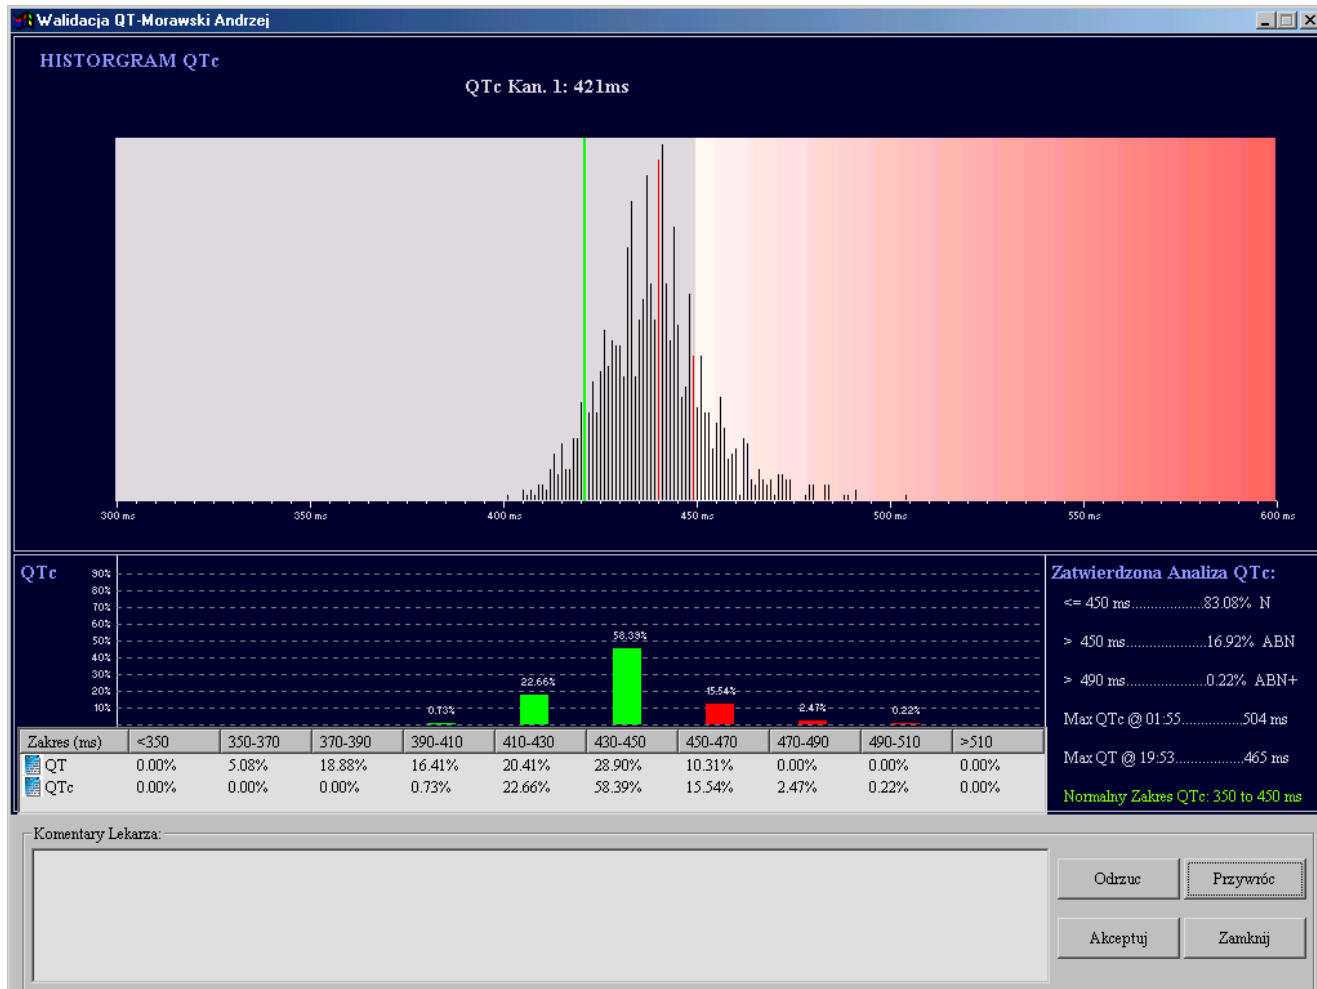 Walidacja QT-Morawski Andrzej
HISTORGRAM QTc
QTc Kan. 1: 421ms
300 ms 350 ms 400 ms 450 ms 500 ms 550 ms 600 ms
QTc
90%
80%
70%
60%
50%
40%
30%
20%
10%
0.73% 22.66% 58.39% 15.54% 2.47% 0.22%
Zakres (ms) <350 350-370 370-390 390-410 410-430 430-450 450-470 470-490 490-510 >510
QT 0.00% 5.08% 18.88% 16.41% 20.41% 28.90% 10.31% 0.00% 0.00% 0.00%
QTc 0.00% 0.00% 0.00% 0.73% 22.66% 58.39% 15.54% 2.47% 0.22% 0.00%
Zatwierdzona Analiza QTc:
<= 450 ms..................83.08% N
> 450 ms....................16.92% ABN
> 490 ms....................0.22% ABN+
Max QTc @ 01:55...............504 ms
Max QT @ 19:53.................465 ms
Normalny Zakres QTc: 350 to 450 ms
Komentary Lekarza:
Odrzuc Przywróc
Akceptuj Zamknij